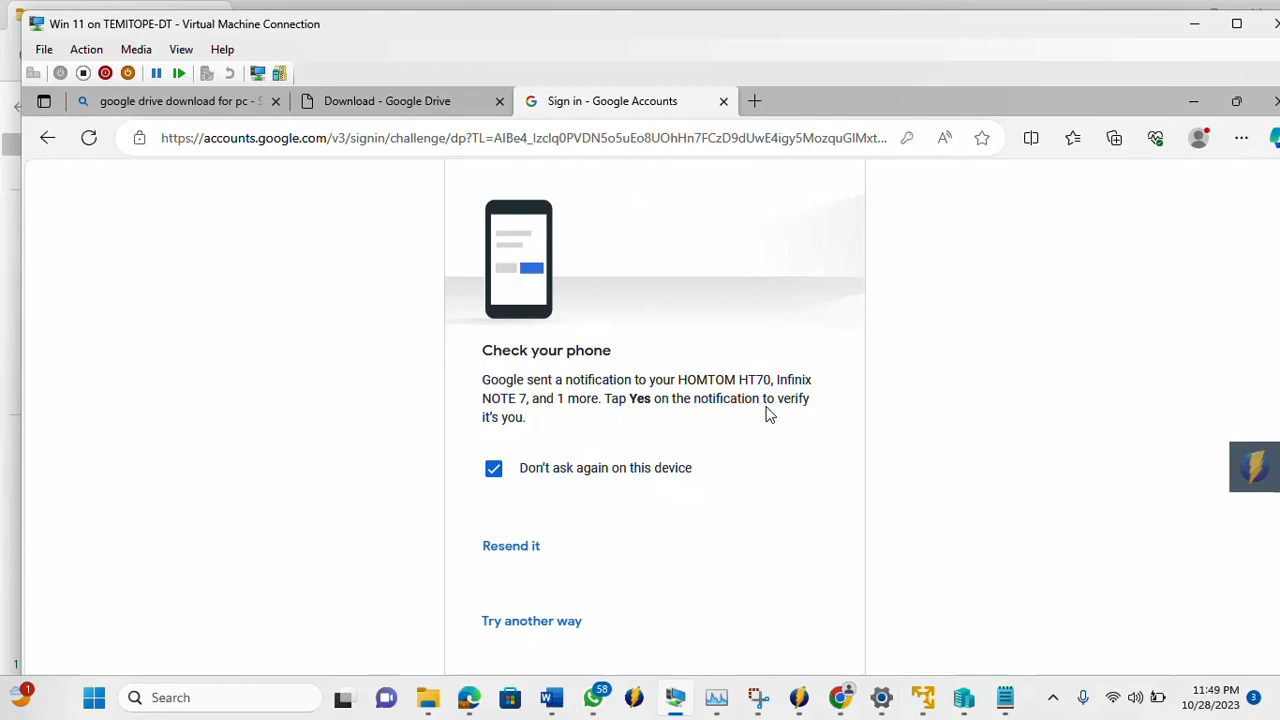 Win 11 on TEMITOPE-DT - Virtual Machine Connection
File Action Media View Help
google drive download for pc - S
Download - Google Drive
Sign in - Google Accounts
https://accounts.google.com/v3/signin/challenge/dp?TL=AIBe4_lzclq0PVDN5o5uEo8UOhHn7FCzD9dUwE4igy5MozquGlMxt...
Check your phone
Google sent a notification to your HOMTOM HT70, Infinix
NOTE 7, and 1 more. Tap Yes on the notification to verify
it's you.
Don't ask again on this device
Resend it
Try another way
1
1
Search
58
11:49 PM
10/28/2023
3